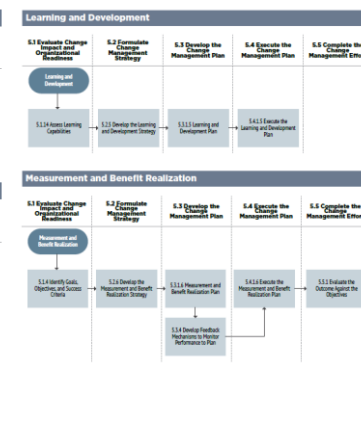 Learning and Development
5.1 Evaluate Change
Impact and
Organizational
Readiness
5.2 Formulate
Change
Management
Strategy
5.3 Develop the
Change
Management Plan
5.4 Execute the
Change
Management Plan
5.5 Complete the
Change
Management Effor
Learning and
Development
5.1.14 Assess Learning
Capabilities
5.2.5 Develop the Learning
and Development Strategy
5.3.1.5 Learning and
Development Plan
5.4.1.5 Execute the
Learning and Development
Plan
Measurement and Benefit Realization
5.1 Evaluate Change
Impact and
Organizational
Readiness
5.2 Formulate
Change
Management
Strategy
5.3 Develop the
Change
Management Plan
5.4 Execute the
Change
Management Plan
5.5 Complete the
Change
Management Effor
Measurement and
Benefit Realization
5.1.4 Identify Goals,
Objectives, and Success
Criteria
5.2.6 Develop the
Measurement and Benefit
Realization Strategy
5.3.1.6 Measurement and
Benefit Realization Plan
5.4.1.6 Execute the
Measurement and Benefit
Realization Plan
5.5.1 Evaluate the
Outcome Against the
Objectives
5.3.4 Develop Feedback
Mechanisms to Monitor
Performance to Plan